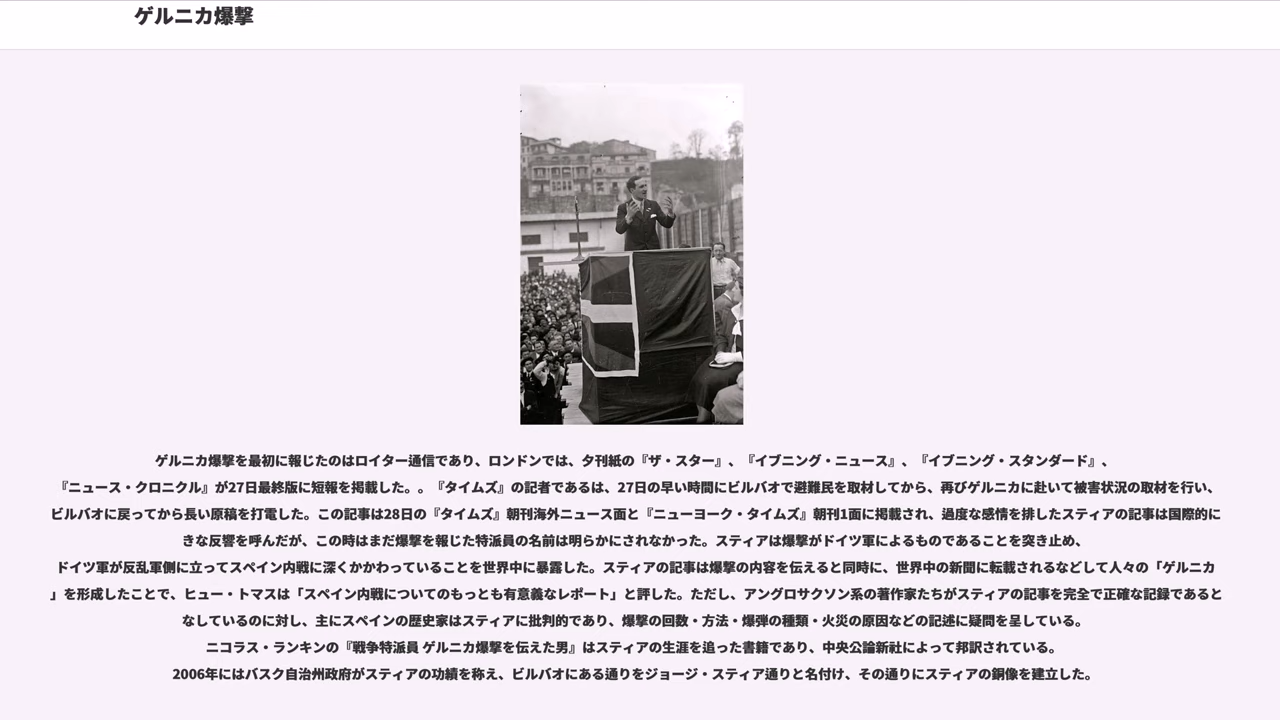 ゲルニカ爆撃
ゲルニカ爆撃を最初に報じたのはロイター通信であり、ロンドンでは、夕刊紙の『ザ・スター』、『イブニング・ニュース』、『イブニング・スタンダード』、
『ニュース・クロニクル』が27日最終版に短報を掲載した。。『タイムズ』の記者であるは、27日の早い時間にビルバオで避難民を取材してから、再びゲルニカに赴いて被害状況の取材を行い、
ビルバオに戻ってから長い原稿を打電した。この記事は28日の『タイムズ』朝刊海外ニュース面と『ニューヨーク・タイムズ』朝刊1面に掲載され、過度な感情を排したスティアの記事は国際的に
きな反響を呼んだが、この時はまだ爆撃を報じた特派員の名前は明らかにされなかった。スティアは爆撃がドイツ軍によるものであることを突き止め、
ドイツ軍が反乱軍側に立ってスペイン内戦に深くかかわっていることを世界中に暴露した。スティアの記事は爆撃の内容を伝えると同時に、世界中の新聞に転載されるなどして人々の「ゲルニカ
」を形成したことで、ヒュー・トマスは「スペイン内戦についてのもっとも有意義なレポート」と評した。ただし、アングロサクソン系の著作家たちがスティアの記事を完全で正確な記録であると
なしているのに対し、主にスペインの歴史家はスティアに批判的であり、爆撃の回数・方法・爆弾の種類・火災の原因などの記述に疑問を呈している。
ニコラス・ランキンの『戦争特派員 ゲルニカ爆撃を伝えた男』はスティアの生涯を追った書籍であり、中央公論新社によって邦訳されている。
2006年にはバスク自治州政府がスティアの功績を称え、ビルバオにある通りをジョージ・スティア通りと名付け、その通りにスティアの銅像を建立した。